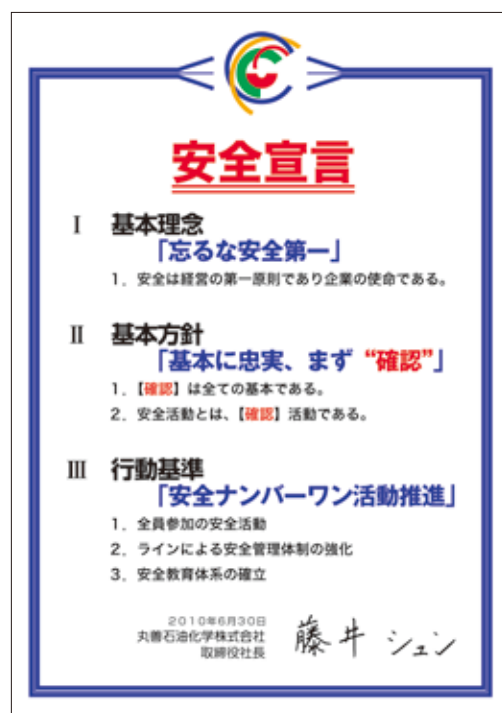 安全宣言
I 基本理念
「忘るな安全第一」
1. 安全は経営の第一原則であり企業の使命である。
II 基本方針
「基本に忠実、まず “確認”」
1.【確認】は全ての基本である。
2. 安全活動とは、【確認】活動である。
III 行動基準
「安全ナンバーワン活動推進」
1. 全員参加の安全活動
2. ラインによる安全管理体制の強化
3. 安全教育体系の確立
2010年6月30日
丸善石油化学株式会社
取締役社長
藤井 シュン